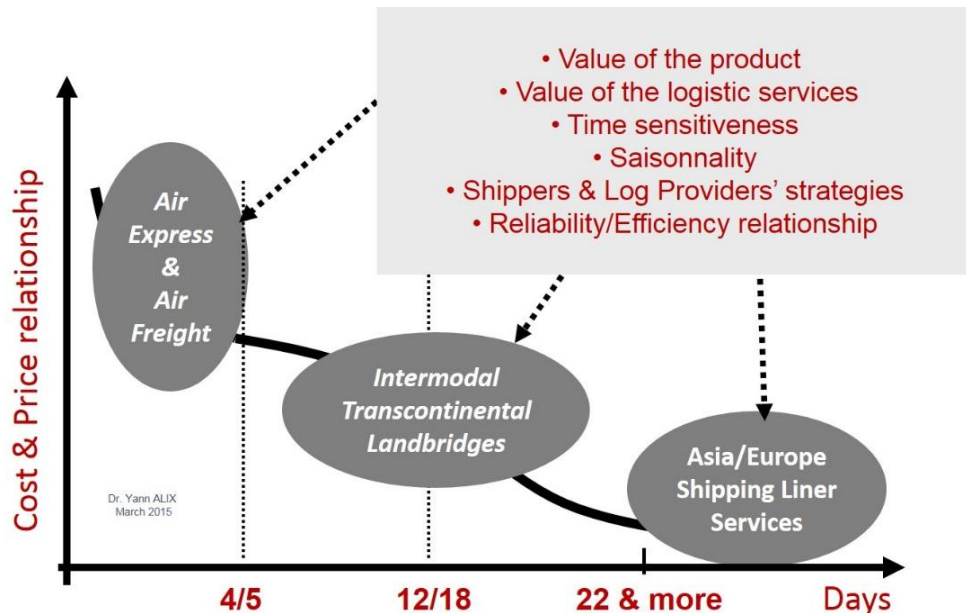 • Value of the product
• Value of the logistic services
• Time sensitiveness
• Saisonnality
• Shippers & Log Providers' strategies
• Reliability/Efficiency relationship
Cost & Price relationship
Air
Express
&
Air
Freight
Intermodal
Transcontinental
Landbridges
Asia/Europe
Shipping Liner
Services
Dr. Yann ALIX
March 2015
4/5
12/18
22 & more
Days